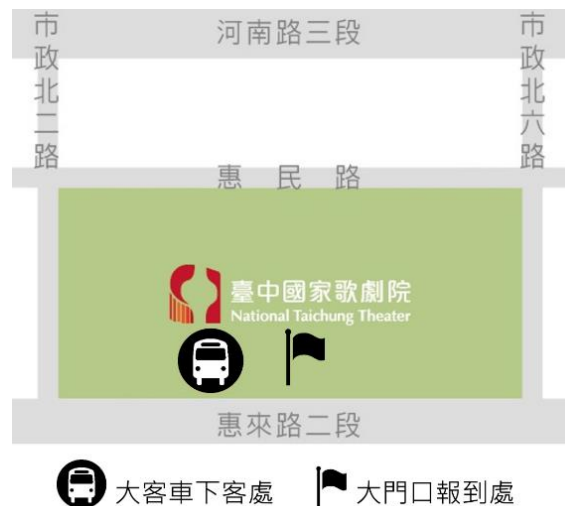 河南路三段
市政北二路
市政北六路
惠民路
臺中國家歌劇院
National Taichung Theater
惠來路二段
大客車下客處
大門口報到處